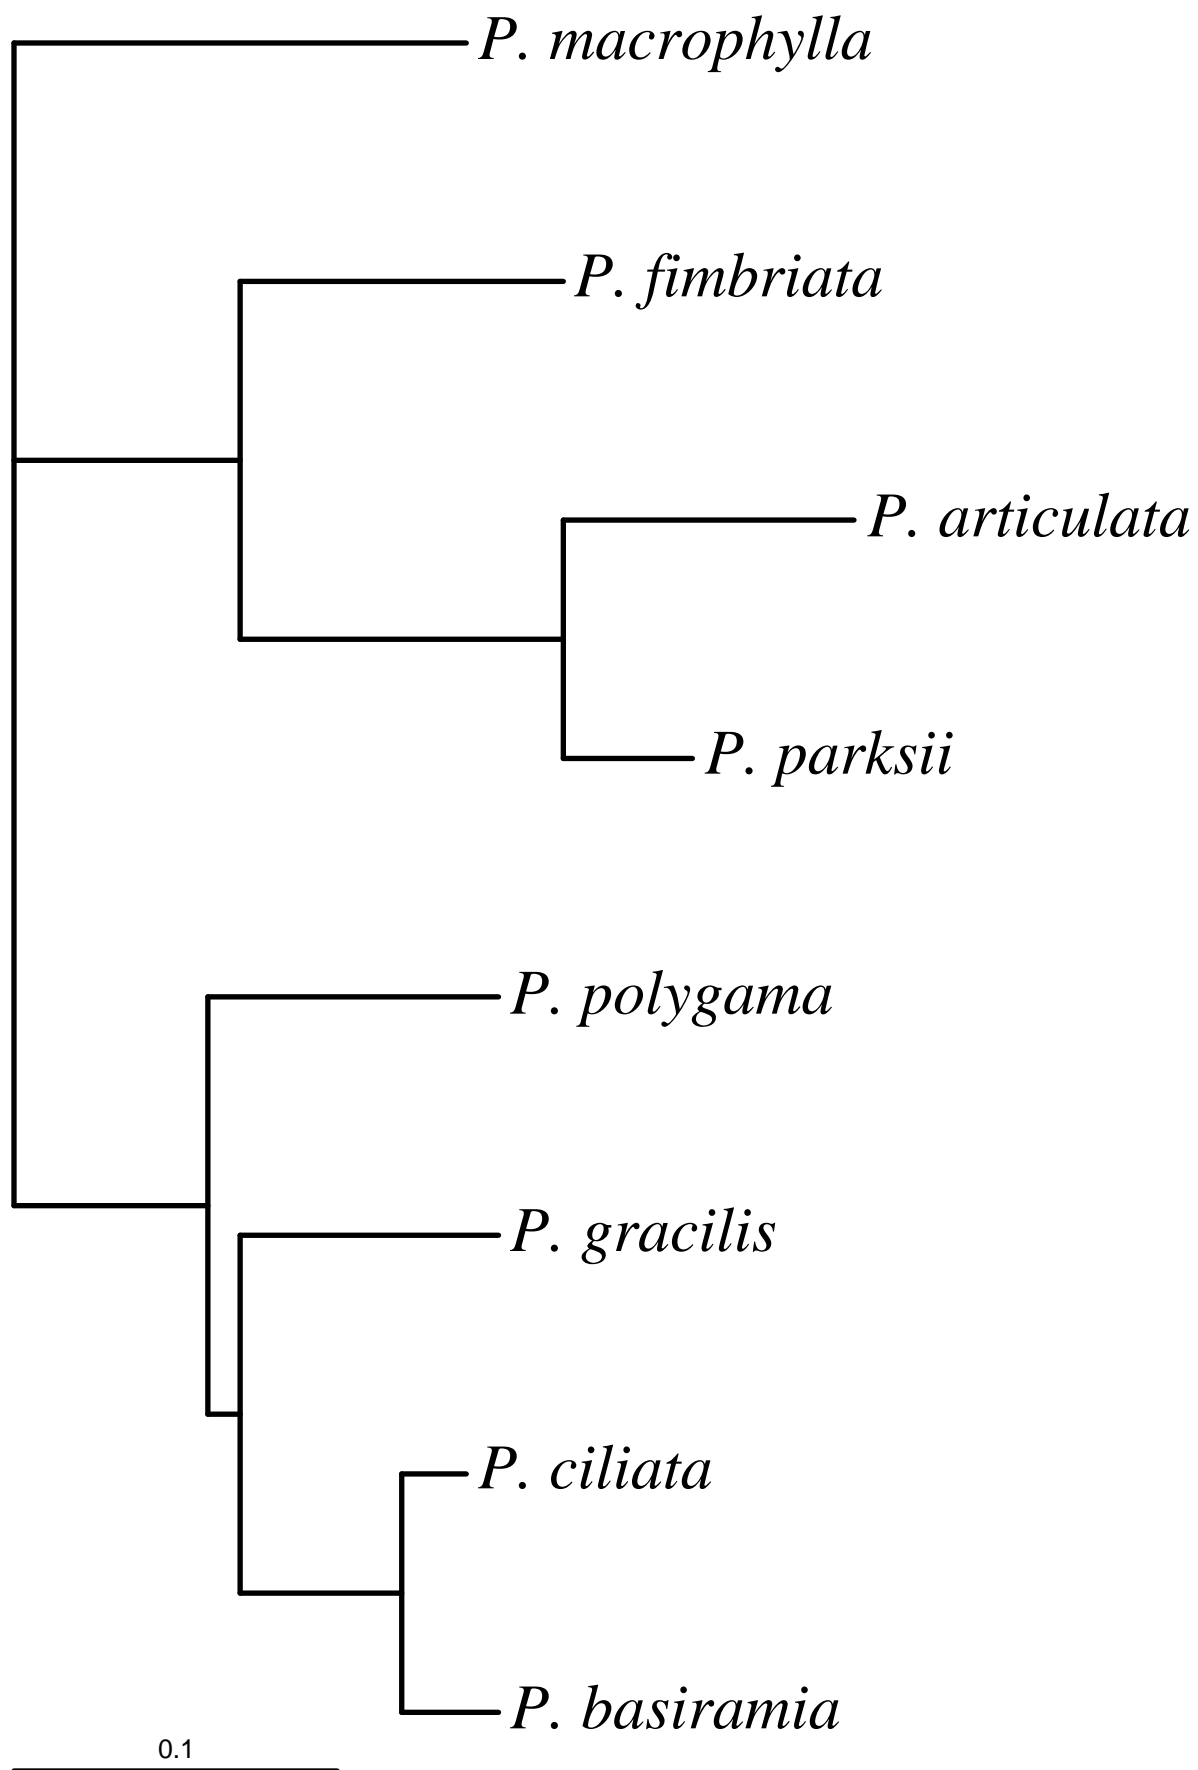 P. macrophylla
P. fimbriata
P. articulata
P. parksii
P. polygama
P. gracilis
P. ciliata
P. basiramia
0.1